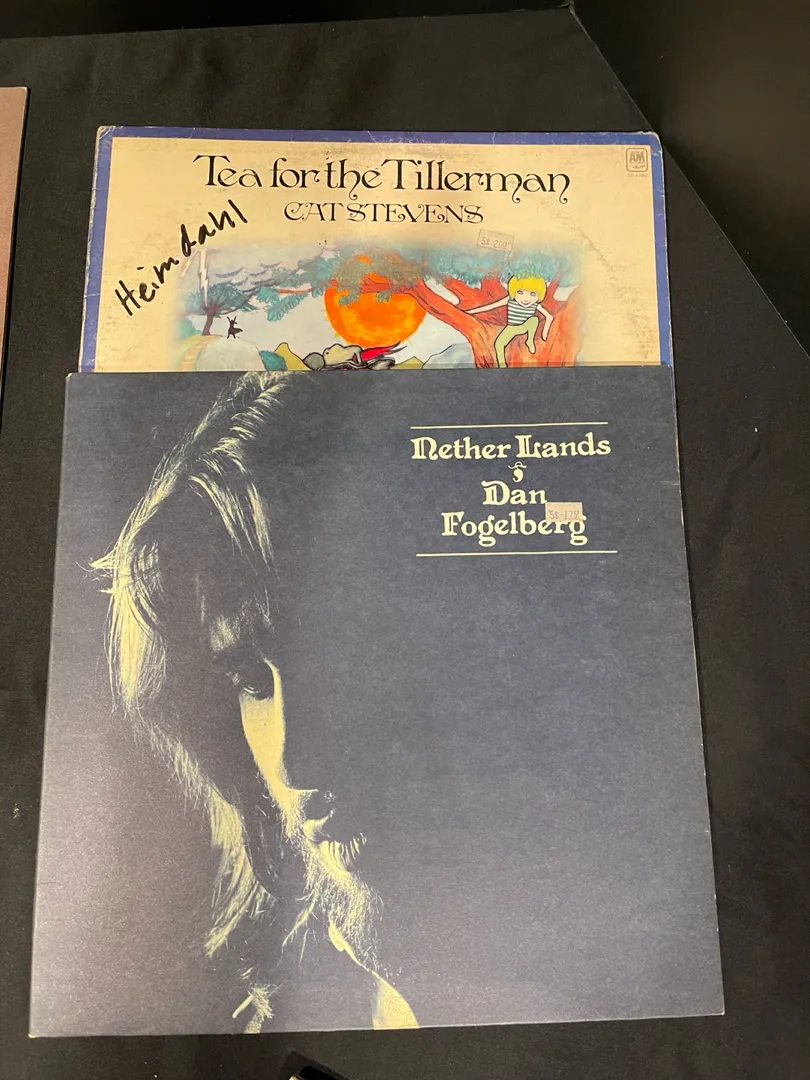 Tea for the Tillerman
CAT STEVENS
Heimdahl
Nether Lands
Dan
Fogelberg